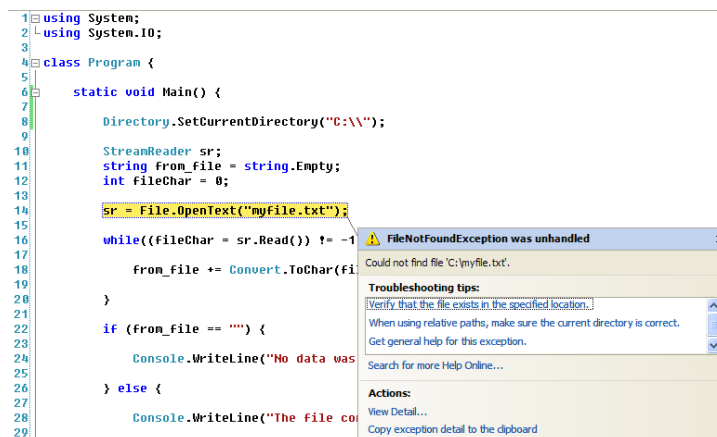 1 using System;
2 using System.IO;
3
4 class Program {
5
6 static void Main() {
7
8 Directory.SetCurrentDirectory("C:\\");
9
10 StreamReader sr;
11 string from_file = string.Empty;
12 int fileChar = 0;
13
14 sr = File.OpenText("myfile.txt");
15
16 while((fileChar = sr.Read()) != -1
17
18 from_file += Convert.ToChar(fi
19
20 }
21
22 if (from_file == "") {
23
24 Console.WriteLine("No data was
25
26 } else {
27
28 Console.WriteLine("The file co
29
FileNotFoundException was unhandled
Could not find file 'C:\myfile.txt'.
Troubleshooting tips:
Verify that the file exists in the specified location.
When using relative paths, make sure the current directory is correct.
Get general help for this exception.
Search for more Help Online...
Actions:
View Detail...
Copy exception detail to the clipboard